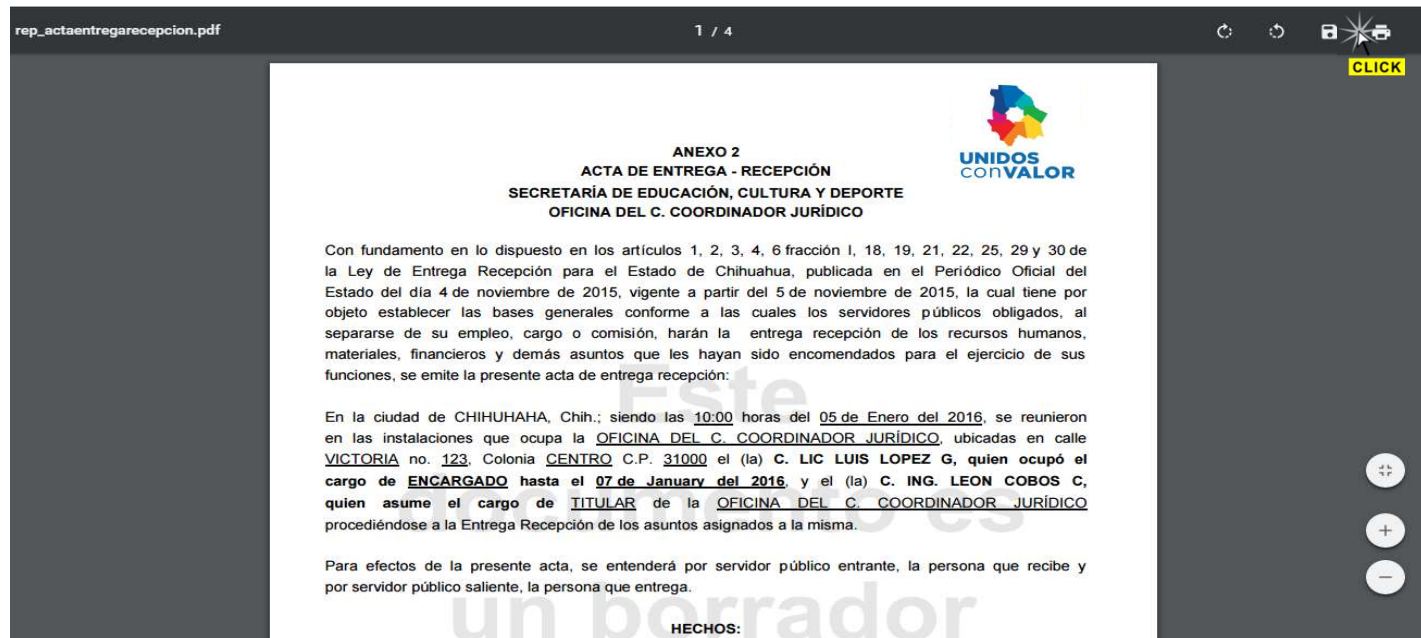 rep_actaentregarecepcion.pdf
1 / 4
CLICK
UNIDOS
conVALOR
ANEXO 2
ACTA DE ENTREGA - RECEPCIÓN
SECRETARÍA DE EDUCACIÓN, CULTURA Y DEPORTE
OFICINA DEL C. COORDINADOR JURÍDICO
Con fundamento en lo dispuesto en los artículos 1, 2, 3, 4, 6 fracción I, 18, 19, 21, 22, 25, 29 y 30 de
la Ley de Entrega Recepción para el Estado de Chihuahua, publicada en el Periódico Oficial del
Estado del día 4 de noviembre de 2015, vigente a partir del 5 de noviembre de 2015, la cual tiene por
objeto establecer las bases generales conforme a las cuales los servidores públicos obligados, al
separarse de su empleo, cargo o comisión, harán la entrega recepción de los recursos humanos,
materiales, financieros y demás asuntos que les hayan sido encomendados para el ejercicio de sus
funciones, se emite la presente acta de entrega recepción:
Este
En la ciudad de CHIHUHAHA, Chih.; siendo las 10:00 horas del 05 de Enero del 2016, se reunieron
en las instalaciones que ocupa la OFICINA DEL C. COORDINADOR JURÍDICO, ubicadas en calle
VICTORIA no. 123, Colonia CENTRO C.P. 31000 el (la) C. LIC LUIS LOPEZ G, quien ocupó el
cargo de ENCARGADO hasta el 07 de January del 2016, y el (la) C. ING. LEON COBOS C,
quien asume el cargo de TITULAR de la OFICINA DEL C. COORDINADOR JURÍDICO
procediéndose a la Entrega Recepción de los asuntos asignados a la misma.
documento es
Para efectos de la presente acta, se entenderá por servidor público entrante, la persona que recibe y
por servidor público saliente, la persona que entrega.
un borrador
HECHOS: